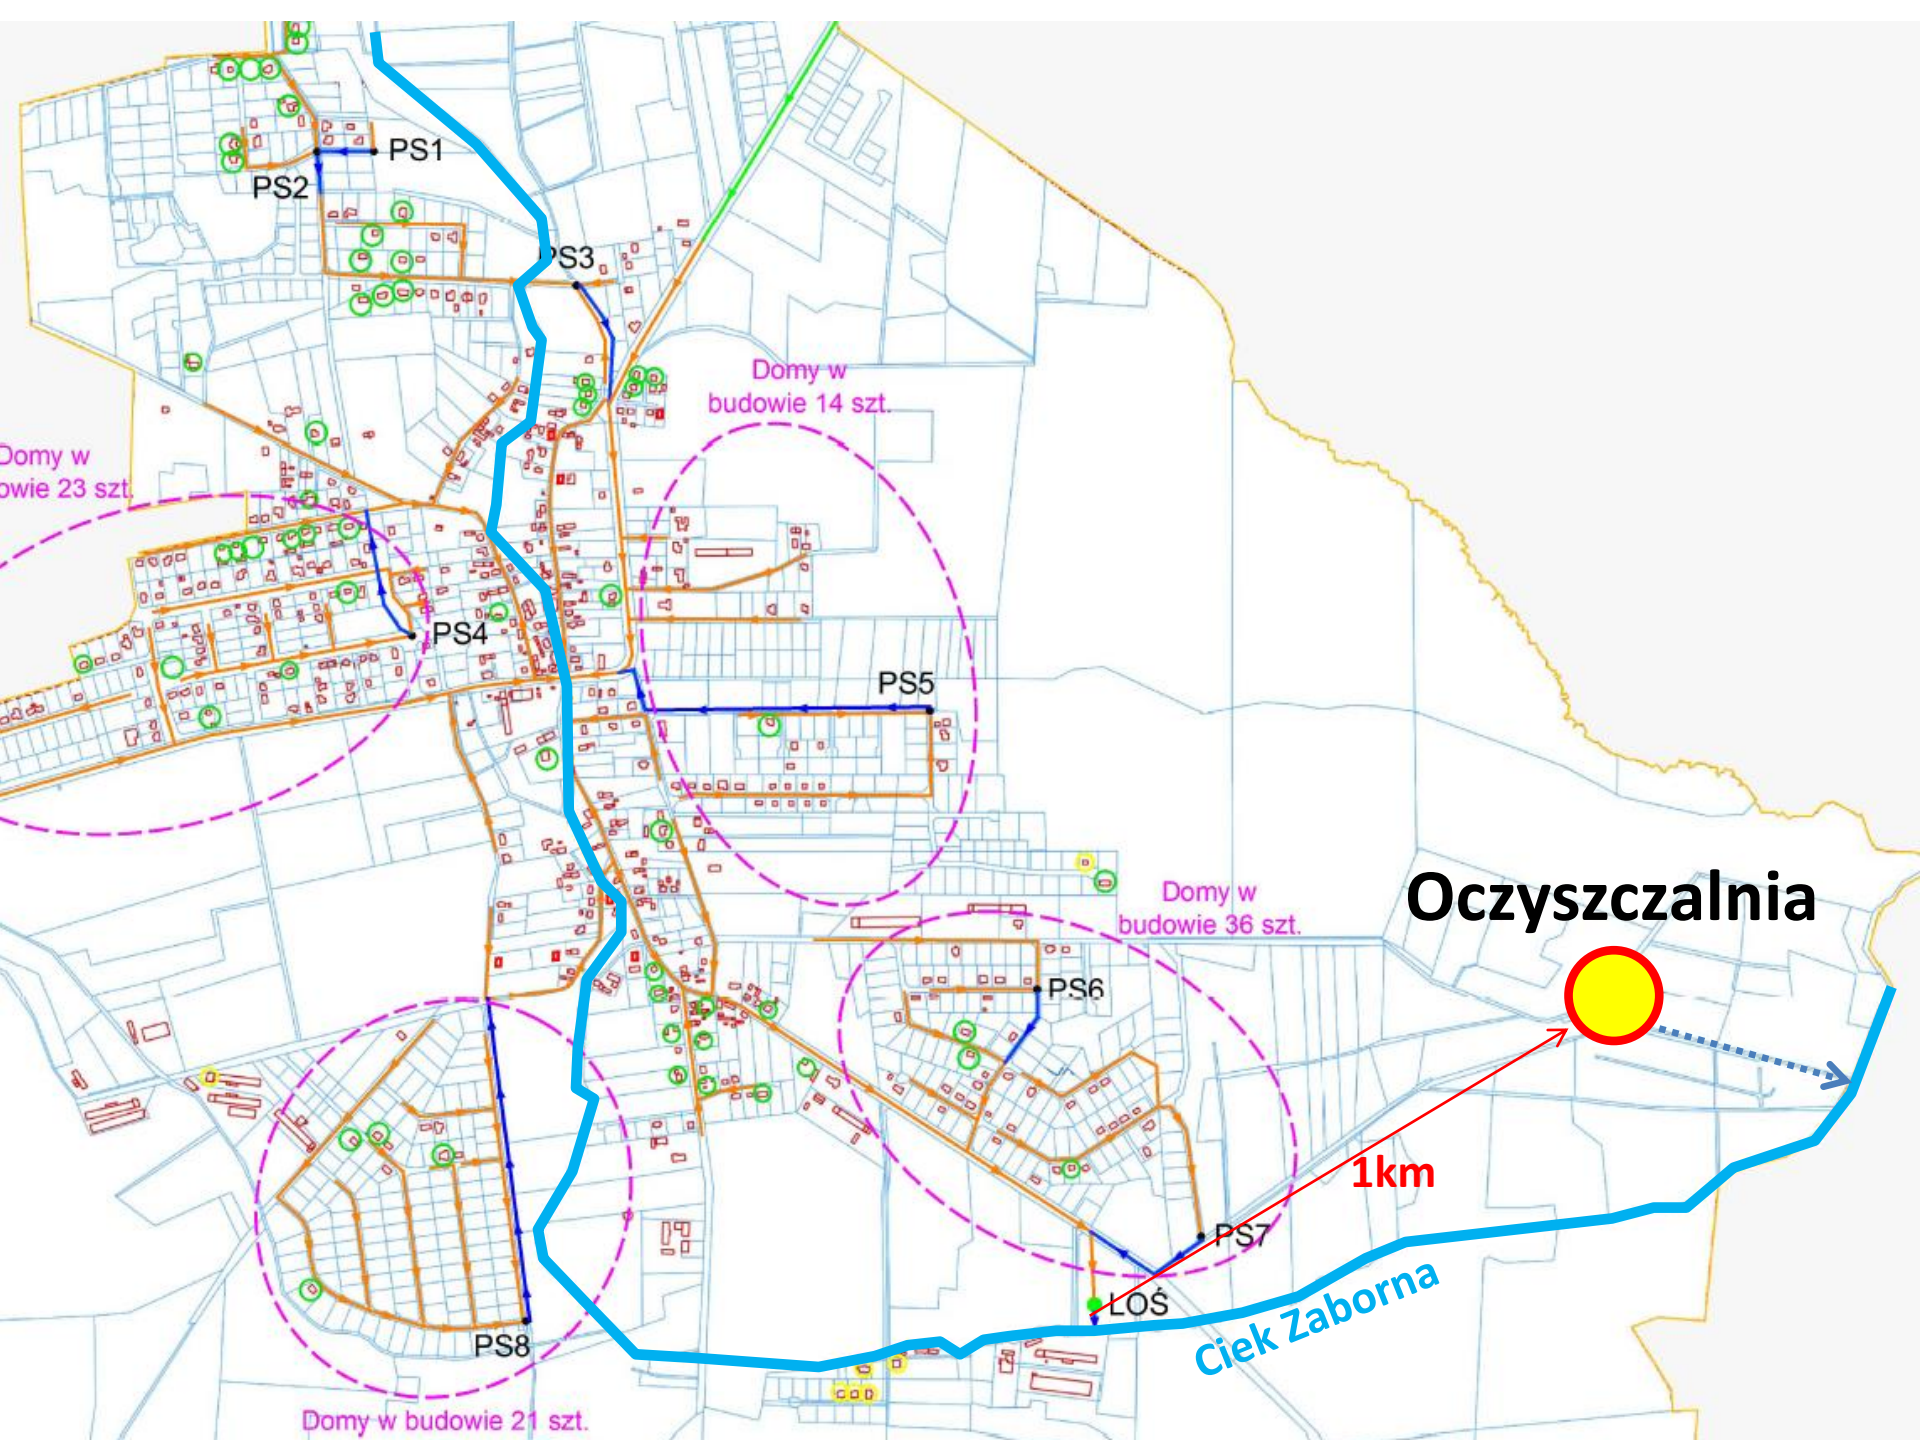 PS1
PS2
PS3
Domy w
budowie 14 szt.
Domy w
owie 23 szt.
PS4
PS5
Oczyszczalnia
Domy w
budowie 36 szt.
PS6
1km
PS7
LOŚ
Ciek Zaborna
PS8
Domy w budowie 21 szt.